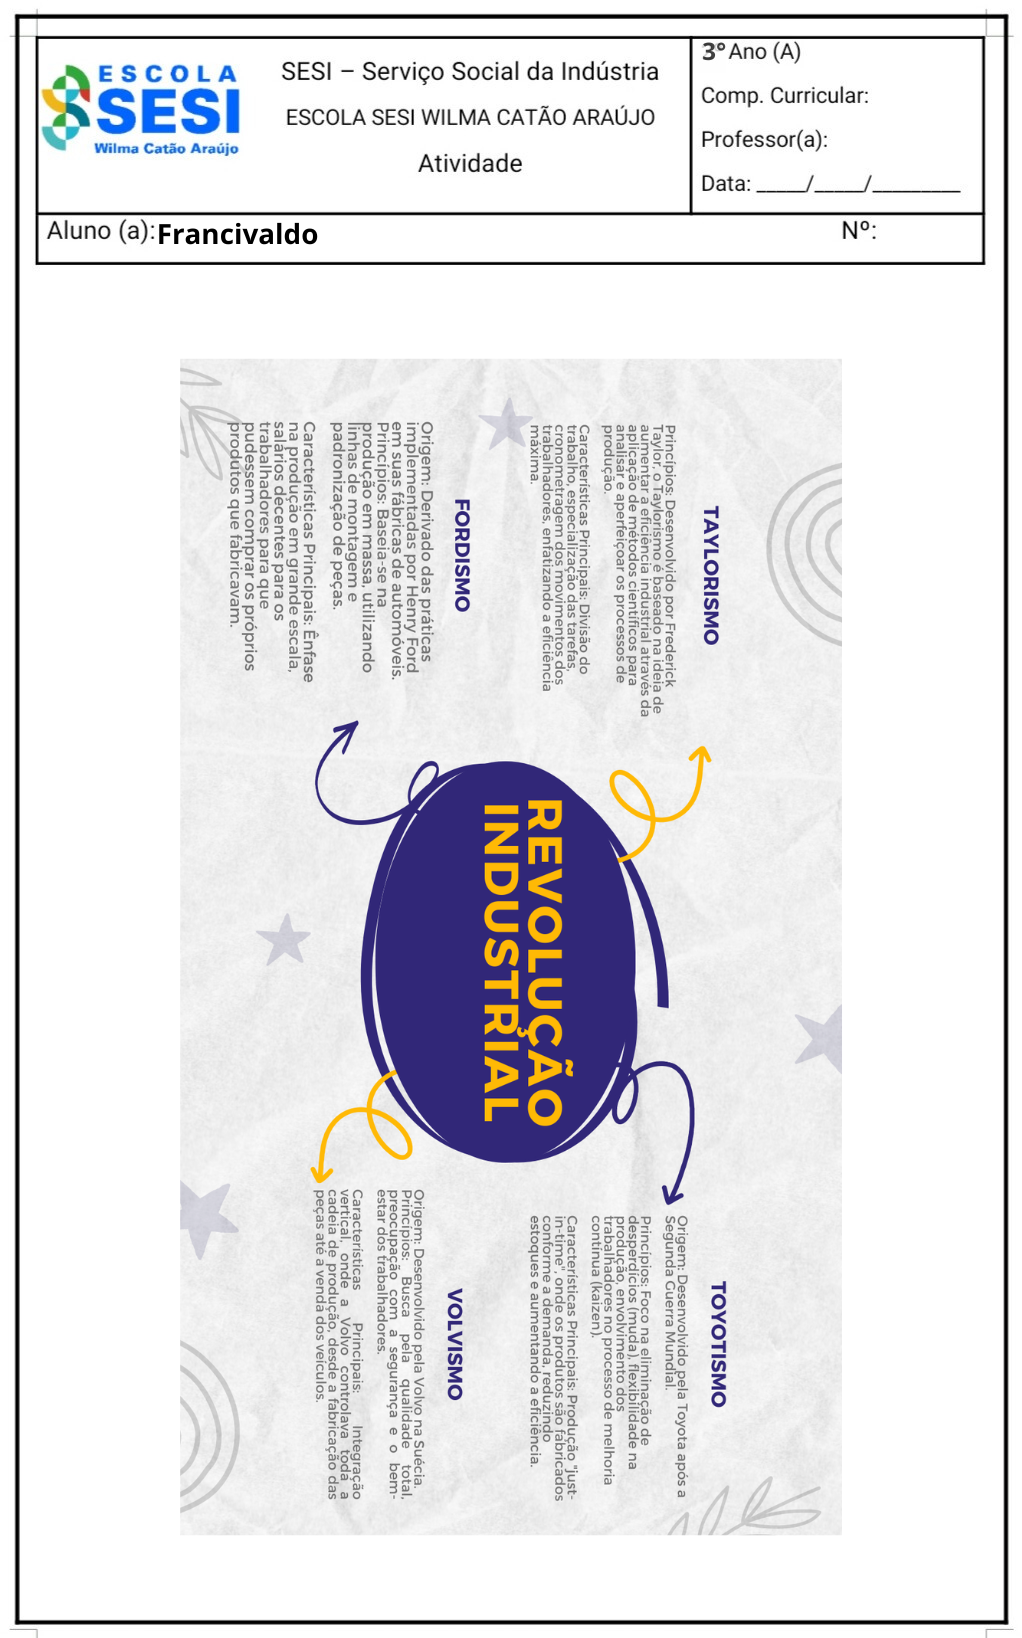 ESCOLA
SESI
Wilma Catão Araújo
SESI – Serviço Social da Indústria
ESCOLA SESI WILMA CATÃO ARAÚJO
Atividade
3° Ano (A)
Comp. Curricular:
Professor(a):
Data: _____/_____/_________
Aluno (a):Francivaldo
Nº:
TAYLORISMO
Princípios: Desenvolvido por Frederick
Taylor, o Taylorismo é baseado na ideia de
aumentar a eficiência industrial através da
aplicação de métodos científicos para
analisar e aperfeiçoar os processos de
produção.
Características Principais: Divisão do
trabalho, especialização das tarefas,
cronometragem dos movimentos dos
trabalhadores, enfatizando a eficiência
máxima.
FORDISMO
Origem: Derivado das práticas
implementadas por Henry Ford
em suas fábricas de automóveis.
Princípios: Baseia-se na
produção em massa, utilizando
linhas de montagem e
padronização de peças.
Características Principais: Ênfase
na produção em grande escala,
salários decentes para os
trabalhadores para que
pudessem comprar os próprios
produtos que fabricavam.
REVOLUÇÃO
INDUSTRIAL
TOYOTISMO
Origem: Desenvolvido pela Toyota após a
Segunda Guerra Mundial.
Princípios: Foco na eliminação de
desperdícios (muda), flexibilidade na
produção, envolvimento dos
trabalhadores no processo de melhoria
contínua (kaizen).
Características Principais: Produção "just-
in-time", onde os produtos são fabricados
conforme a demanda, reduzindo
estoques e aumentando a eficiência.
VOLVISMO
Origem: Desenvolvido pela Volvo na Suécia.
Princípios: Busca pela qualidade total,
preocupação com a segurança e o bem-
estar dos trabalhadores.
Características Principais: Integração
vertical, onde a Volvo controlava toda a
cadeia de produção, desde a fabricação das
peças até a venda dos veículos.